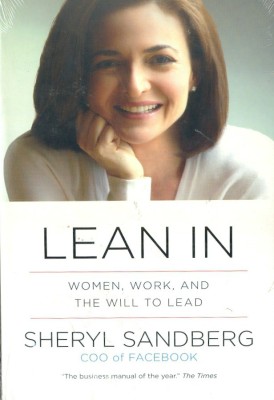 LEAN IN
WOMEN, WORK, AND
THE WILL TO LEAD
SHERYL SANDBERG
COO of FACEBOOK
"The business manual of the year." The Times